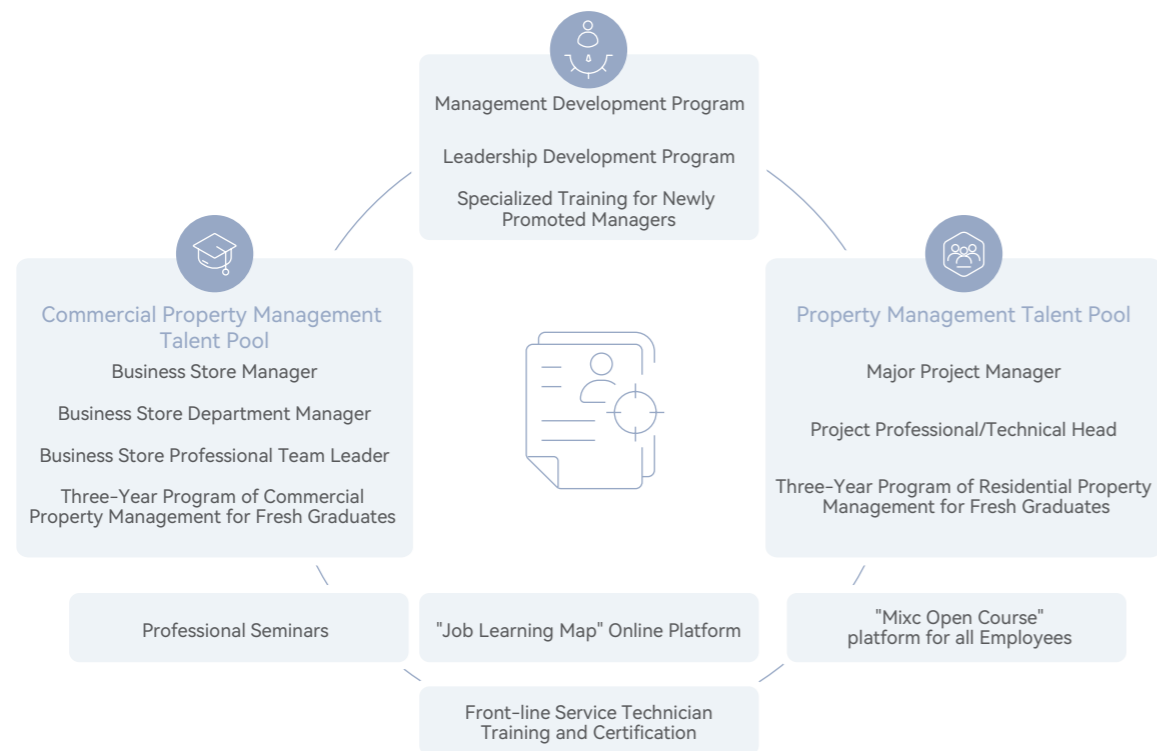 Management Development Program
Leadership Development Program
Specialized Training for Newly
Promoted Managers
Commercial Property Management
Talent Pool
Business Store Manager
Business Store Department Manager
Business Store Professional Team Leader
Three-Year Program of Commercial
Property Management for Fresh Graduates
Property Management Talent Pool
Major Project Manager
Project Professional/Technical Head
Three-Year Program of Residential Property
Management for Fresh Graduates
Professional Seminars
"Job Learning Map" Online Platform
"Mixc Open Course"
platform for all Employees
Front-line Service Technician
Training and Certification